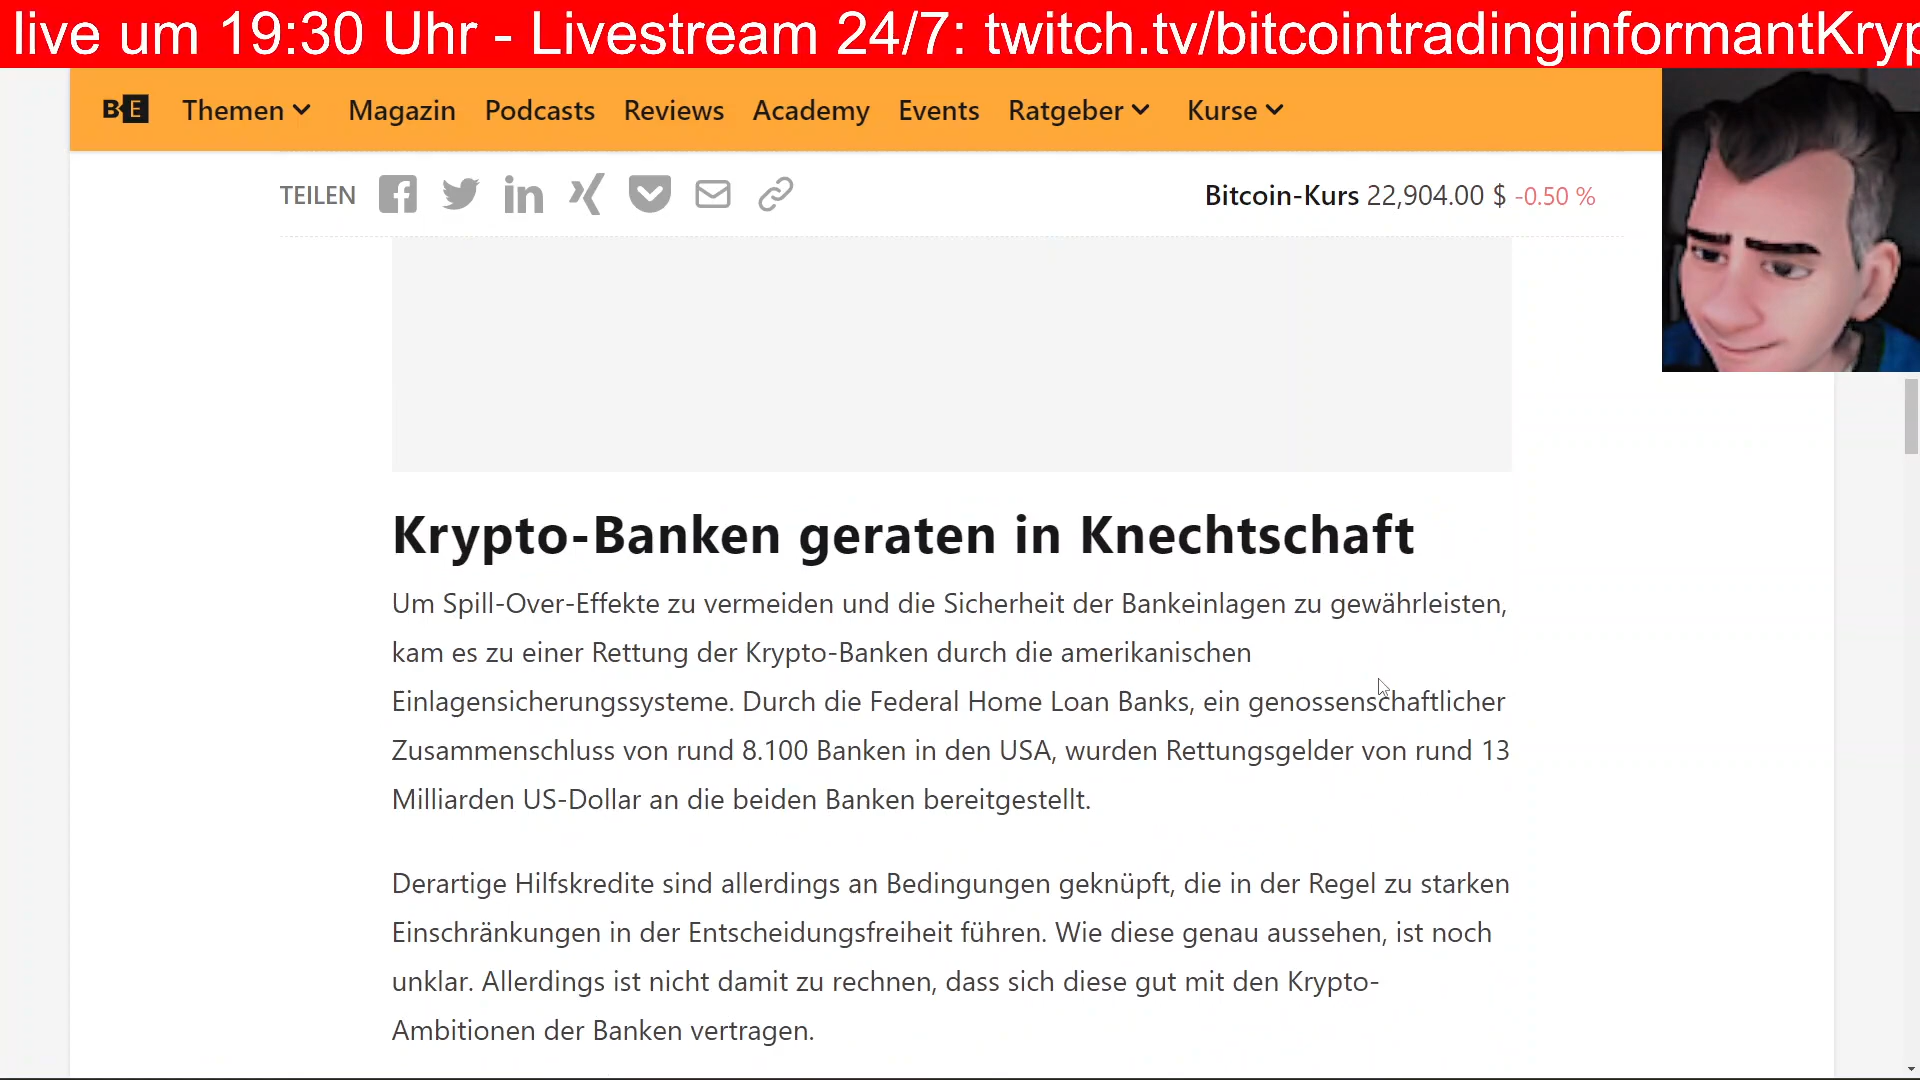 live um 19:30 Uhr - Livestream 24/7: twitch.tv/bitcointradinginformantKryp
B E Themen Magazin Podcasts Reviews Academy Events Ratgeber Kurse
TEILEN Bitcoin-Kurs 22,904.00 $ -0.50 %
Krypto-Banken geraten in Knechtschaft
Um Spill-Over-Effekte zu vermeiden und die Sicherheit der Bankeinlagen zu gewährleisten,
kam es zu einer Rettung der Krypto-Banken durch die amerikanischen
Einlagensicherungssysteme. Durch die Federal Home Loan Banks, ein genossenschaftlicher
Zusammenschluss von rund 8.100 Banken in den USA, wurden Rettungsgelder von rund 13
Milliarden US-Dollar an die beiden Banken bereitgestellt.
Derartige Hilfskredite sind allerdings an Bedingungen geknüpft, die in der Regel zu starken
Einschränkungen in der Entscheidungsfreiheit führen. Wie diese genau aussehen, ist noch
unklar. Allerdings ist nicht damit zu rechnen, dass sich diese gut mit den Krypto-
Ambitionen der Banken vertragen.